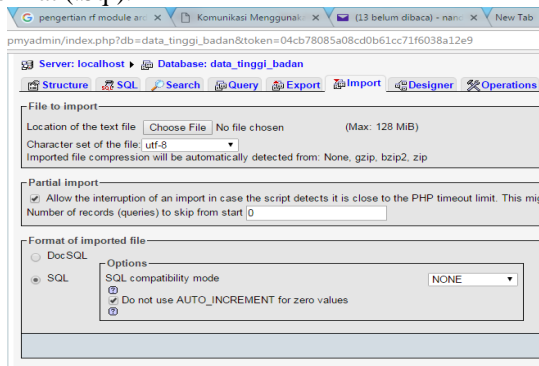 pengertian rf module arc
Komunikasi Menggunak
(13 belum dibaca) - nanc
New Tab
pmyadmin/index.php?db=data_tinggi_badan&token=04cb78085a08cd0b61cc71f6038a12e9
Server: localhost Database: data_tinggi_badan
Structure SQL Search Query Export Import Designer Operations
File to import
Location of the text file Choose File No file chosen (Max: 128 MiB)
Character set of the file: utf-8
Imported file compression will be automatically detected from: None, gzip, bzip2, zip
Partial import
Allow the interruption of an import in case the script detects it is close to the PHP timeout limit. This mig
Number of records (queries) to skip from start 0
Format of imported file
DocSQL
SQL
Options
SQL compatibility mode NONE
Do not use AUTO_INCREMENT for zero values